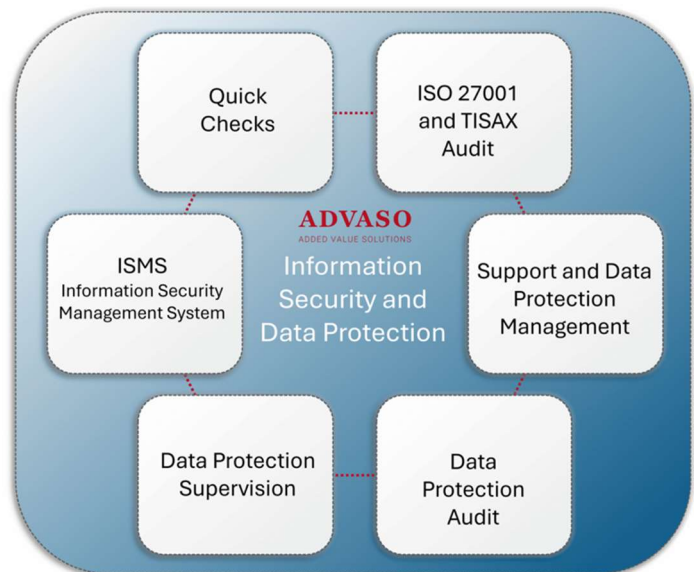 Quick
Checks
ISO 27001
and TISAX
Audit
ADVASO
ADDED VALUE SOLUTIONS
Information
Security and
Data Protection
ISMS
Information Security
Management System
Support and Data
Protection
Management
Data Protection
Supervision
Data
Protection
Audit